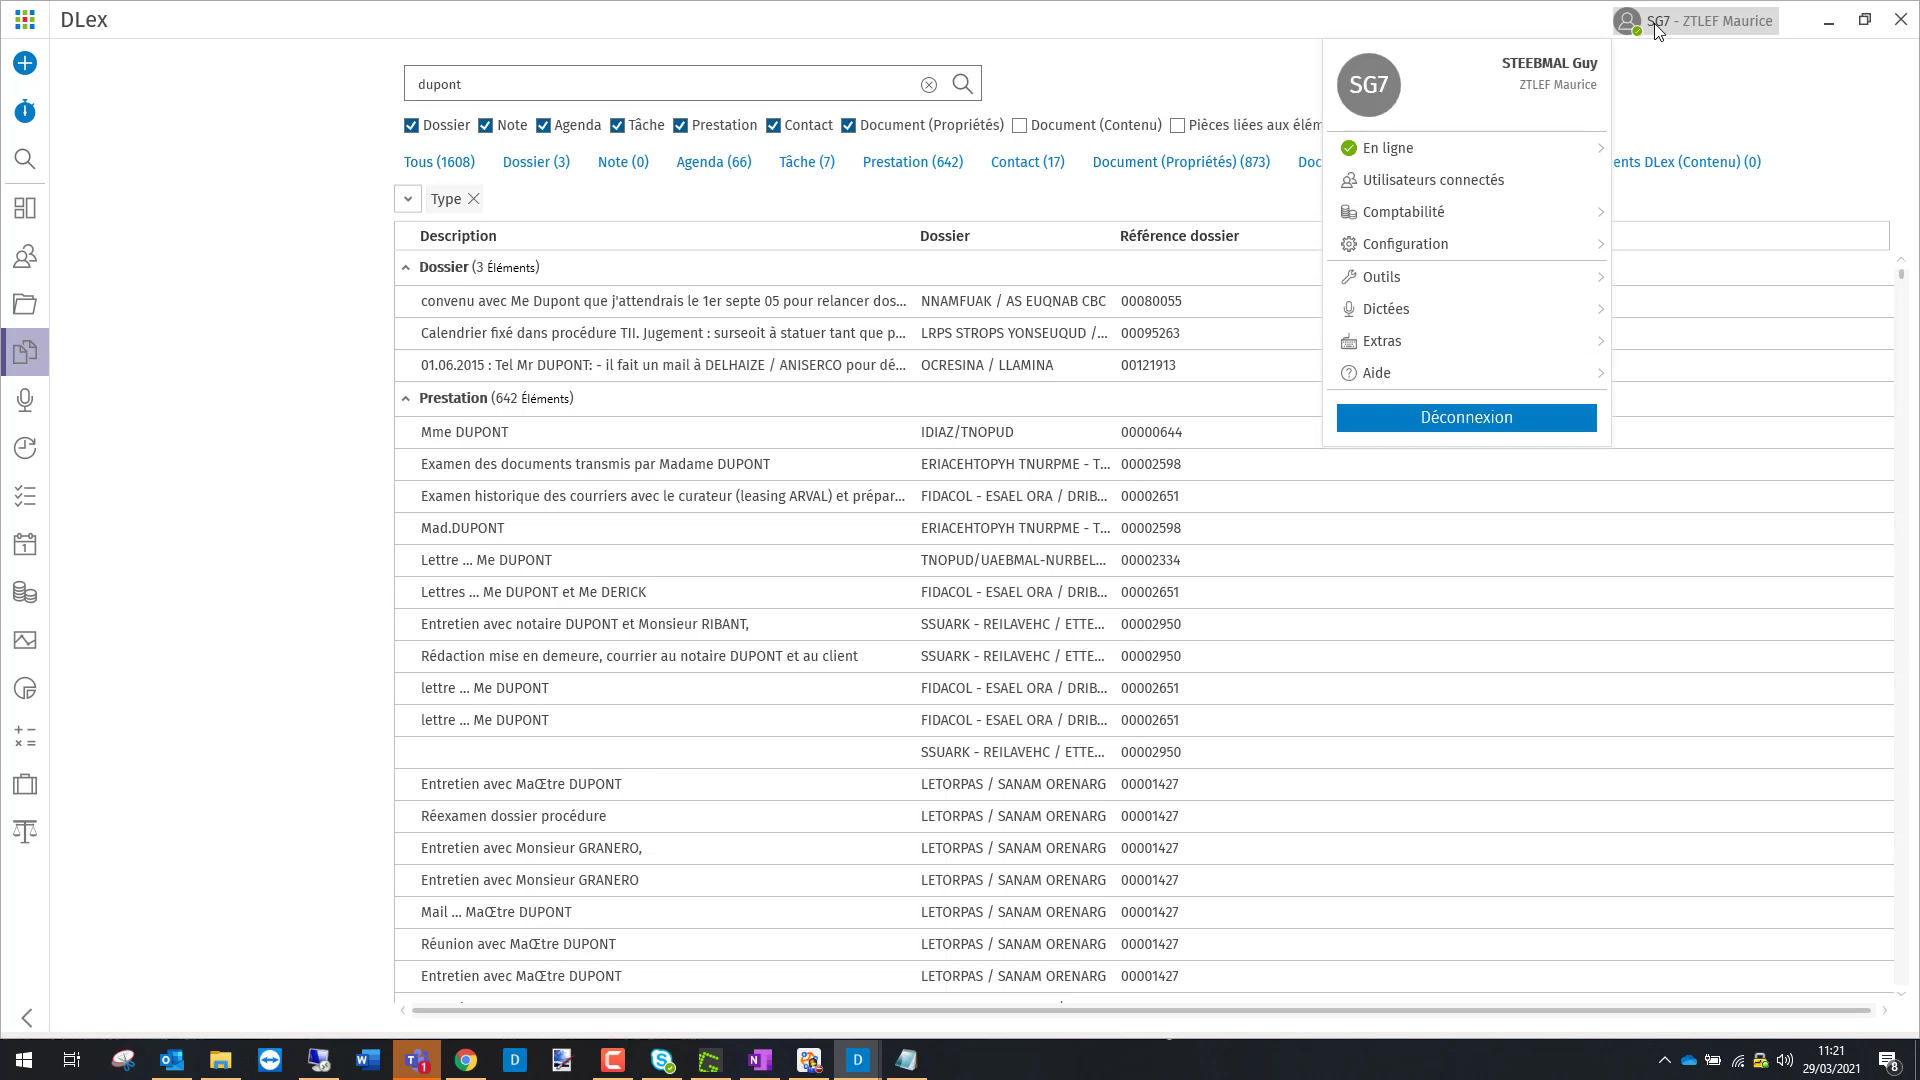 DLex
SG7 - ZTLEF Maurice
dupont
Dossier Note Agenda Tâche Prestation Contact Document (Propriétés) Document (Contenu) Pièces liées aux élém
Tous (1608) Dossier (3) Note (0) Agenda (66) Tâche (7) Prestation (642) Contact (17) Document (Propriétés) (873) Doc ents DLex (Contenu) (0)
Type
Description Dossier Référence dossier
Dossier (3 Éléments)
convenu avec Me Dupont que j'attendrais le 1er septe 05 pour relancer dos... NNAMFUAK / AS EUQNAB CBC 00080055
Calendrier fixé dans procédure TII. Jugement : surseoit à statuer tant que p... LRPS STROPS YONSEUQUD /... 00095263
01.06.2015 : Tel Mr DUPONT: - il fait un mail à DELHAIZE / ANISERCO pour dé... OCRESINA / LLAMINA 00121913
Prestation (642 Éléments)
Mme DUPONT IDIAZ/TNOPUD 00000644
Examen des documents transmis par Madame DUPONT ERIACEHTOPYH TNURPME - T... 00002598
Examen historique des courriers avec le curateur (leasing ARVAL) et prépar... FIDACOL - ESAEL ORA / DRIB... 00002651
Mad.DUPONT ERIACEHTOPYH TNURPME - T... 00002598
Lettre ... Me DUPONT TNOPUD/UAEBMAL-NURBEL... 00002334
Lettres ... Me DUPONT et Me DERICK FIDACOL - ESAEL ORA / DRIB... 00002651
Entretien avec notaire DUPONT et Monsieur RIBANT, SSUARK - REILAVEHC / ETTE... 00002950
Rédaction mise en demeure, courrier au notaire DUPONT et au client SSUARK - REILAVEHC / ETTE... 00002950
lettre ... Me DUPONT FIDACOL - ESAEL ORA / DRIB... 00002651
lettre ... Me DUPONT FIDACOL - ESAEL ORA / DRIB... 00002651
SSUARK - REILAVEHC / ETTE... 00002950
Entretien avec MaŒtre DUPONT LETORPAS / SANAM ORENARG 00001427
Réexamen dossier procédure LETORPAS / SANAM ORENARG 00001427
Entretien avec Monsieur GRANERO, LETORPAS / SANAM ORENARG 00001427
Entretien avec Monsieur GRANERO LETORPAS / SANAM ORENARG 00001427
Mail ... MaŒtre DUPONT LETORPAS / SANAM ORENARG 00001427
Réunion avec MaŒtre DUPONT LETORPAS / SANAM ORENARG 00001427
Entretien avec MaŒtre DUPONT LETORPAS / SANAM ORENARG 00001427
SG7
STEEBMAL Guy
ZTLEF Maurice
En ligne
Utilisateurs connectés
Comptabilité
Configuration
Outils
Dictées
Extras
Aide
Déconnexion
11:21
29/03/2021
8